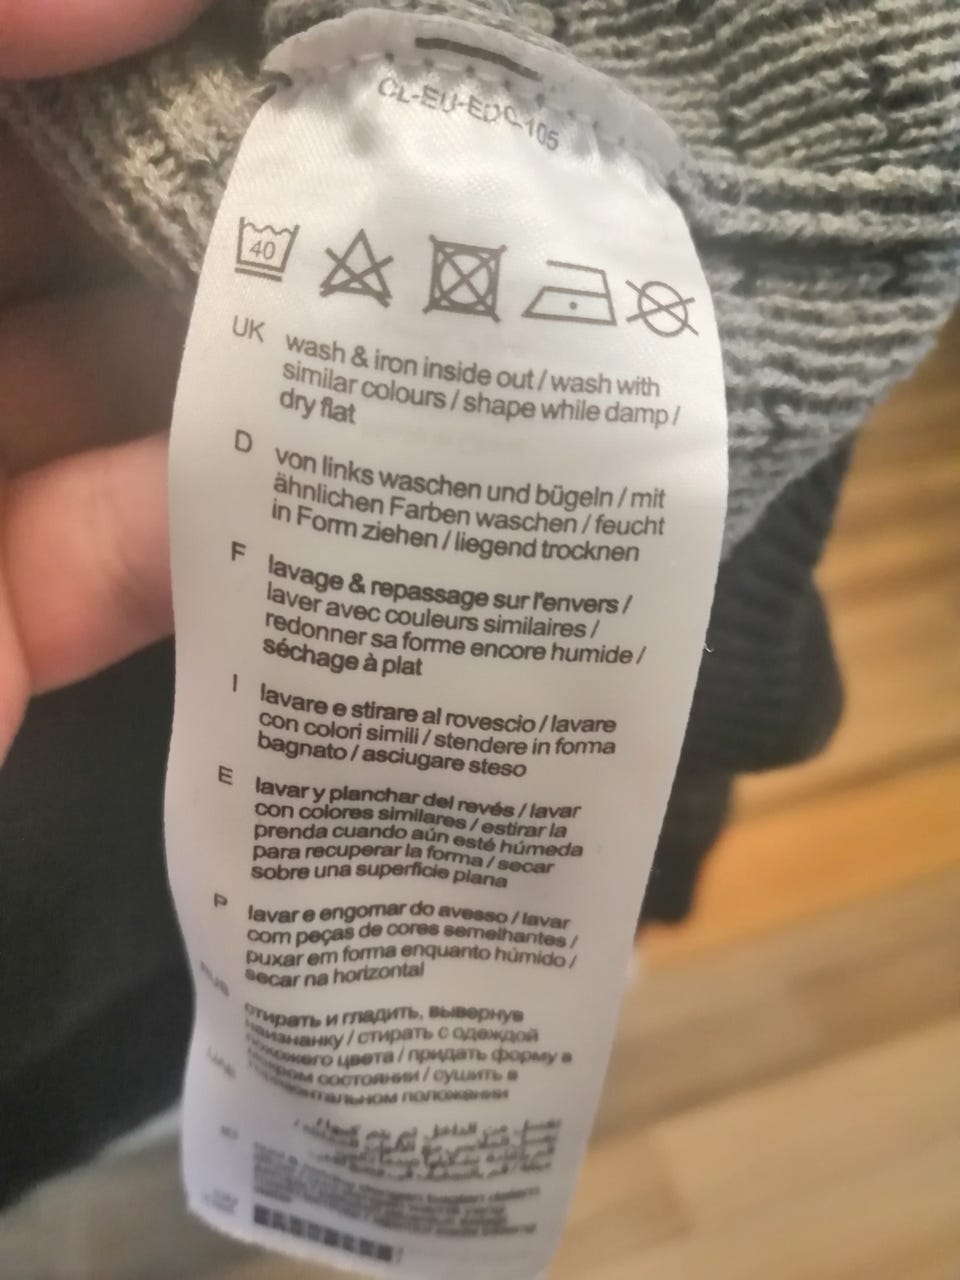 CL-EU-EDC-105
40
UK wash & iron inside out / wash with
similar colours / shape while damp /
dry flat
D von links waschen und bügeln / mit
ähnlichen Farben waschen / feucht
in Form ziehen / liegend trocknen
F lavage & repassage sur l'envers /
laver avec couleurs similaires /
redonner sa forme encore humide /
séchage à plat
I lavare e stirare al rovescio / lavare
con colori simili / stendere in forma
bagnato / asciugare steso
E lavar y planchar del revés / lavar
con colores similares / estirar la
prenda cuando aún esté húmeda
para recuperar la forma / secar
sobre una superficie plana
P lavar e engomar do avesso / lavar
com peças de cores semelhantes /
puxar em forma enquanto húmido /
secar na horizontal
RUS стирать и гладить, вывернув
наизнанку / стирать с одеждой
похожего цвета / придать форму в
мокром состоянии / сушить в
горизонтальном положении
UAE